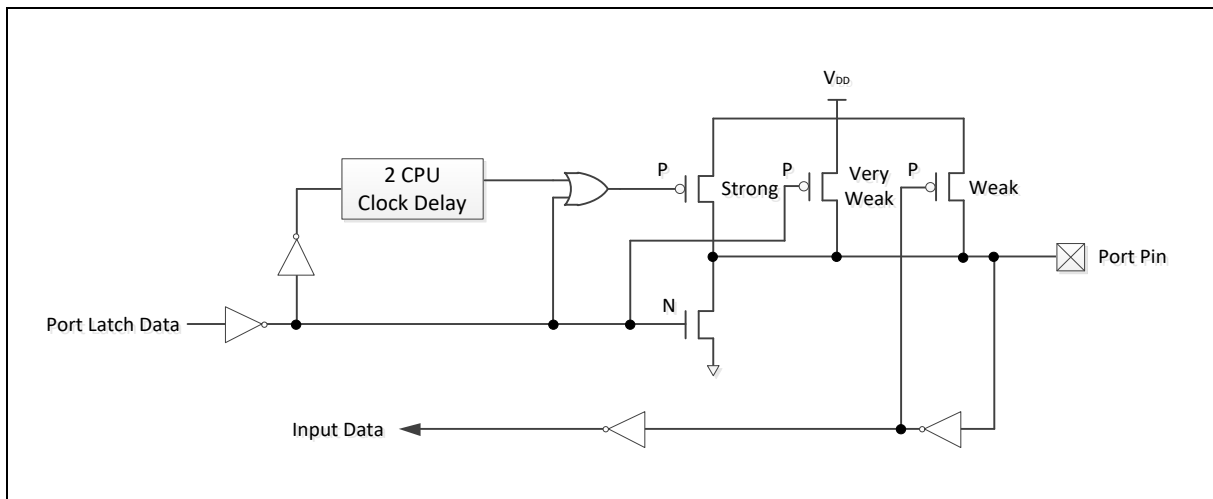 VDD
2 CPU
Clock Delay
P
Strong
P
Very
Weak
P
Weak
Port Pin
N
Port Latch Data
Input Data